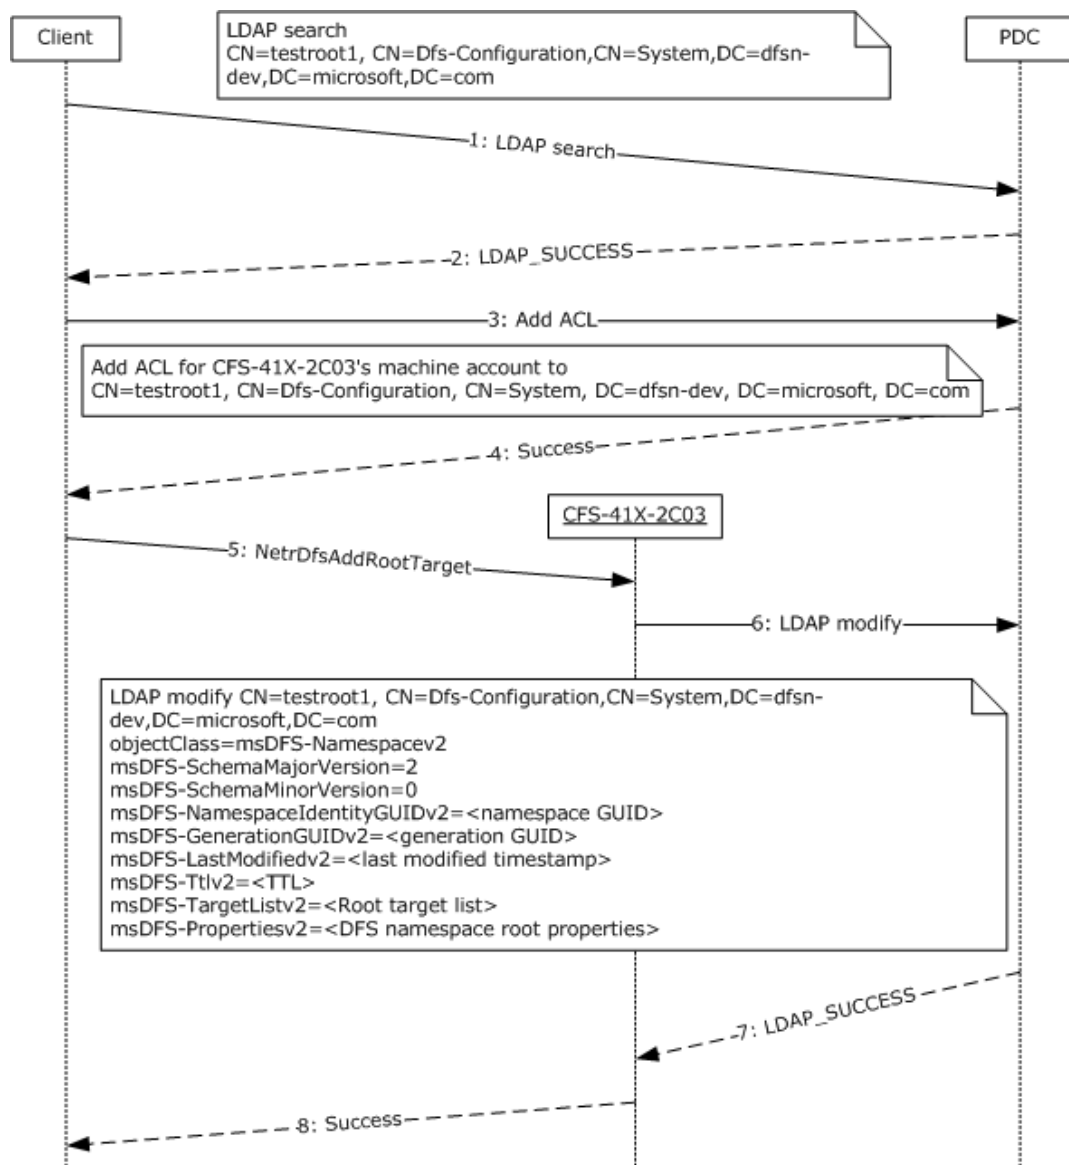 Client
LDAP search
CN=testroot1, CN=Dfs-Configuration,CN=System,DC=dfsn-
dev,DC=microsoft,DC=com
PDC
1: LDAP search
2: LDAP_SUCCESS
3: Add ACL
Add ACL for CFS-41X-2C03's machine account to
CN=testroot1, CN=Dfs-Configuration, CN=System, DC=dfsn-dev, DC=microsoft, DC=com
4: Success
CFS-41X-2C03
5: NetrDfsAddRootTarget
6: LDAP modify
LDAP modify CN=testroot1, CN=Dfs-Configuration,CN=System,DC=dfsn-
dev,DC=microsoft,DC=com
objectClass=msDFS-Namespacev2
msDFS-SchemaMajorVersion=2
msDFS-SchemaMinorVersion=0
msDFS-NamespaceIdentityGUIDv2=<namespace GUID>
msDFS-GenerationGUIDv2=<generation GUID>
msDFS-LastModifiedv2=<last modified timestamp>
msDFS-Ttlv2=<TTL>
msDFS-TargetListv2=<Root target list>
msDFS-Propertiesv2=<DFS namespace root properties>
7: LDAP_SUCCESS
8: Success